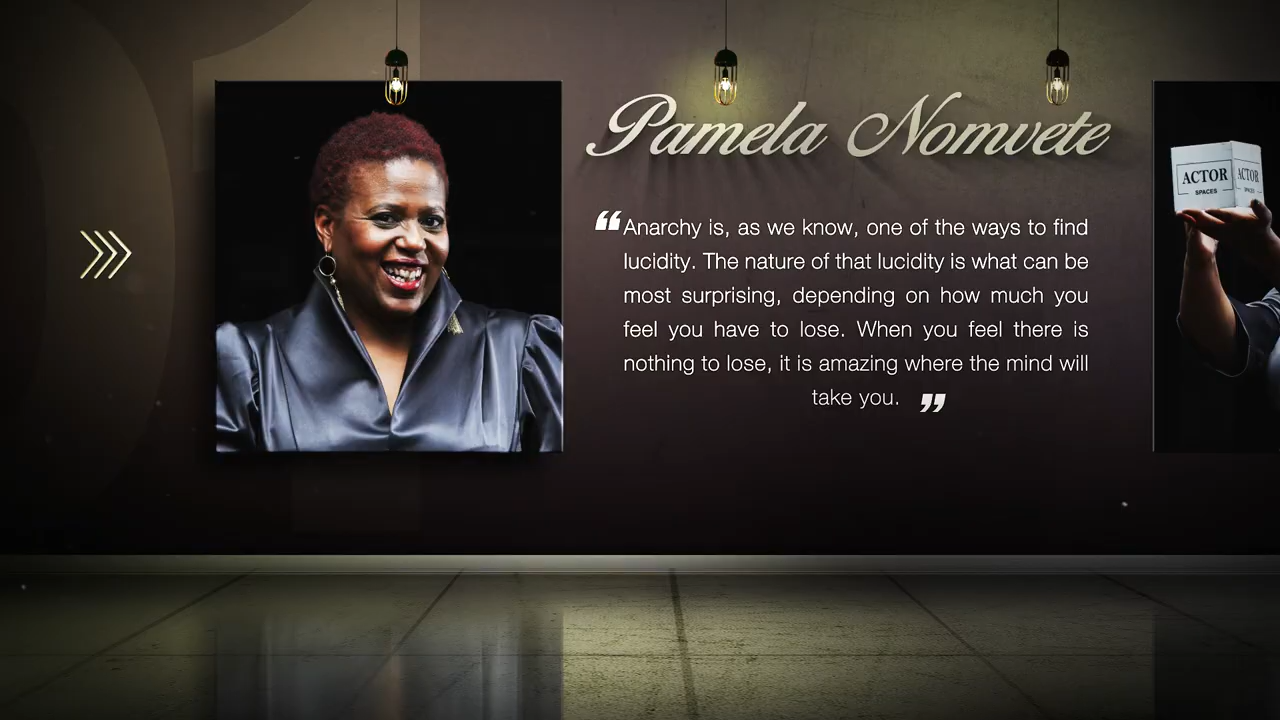 Pamela Nomvete
“Anarchy is, as we know, one of the ways to find
lucidity. The nature of that lucidity is what can be
most surprising, depending on how much you
feel you have to lose. When you feel there is
nothing to lose, it is amazing where the mind will
take you. ”
ACTOR
SPACES
ACTOR
SPACES